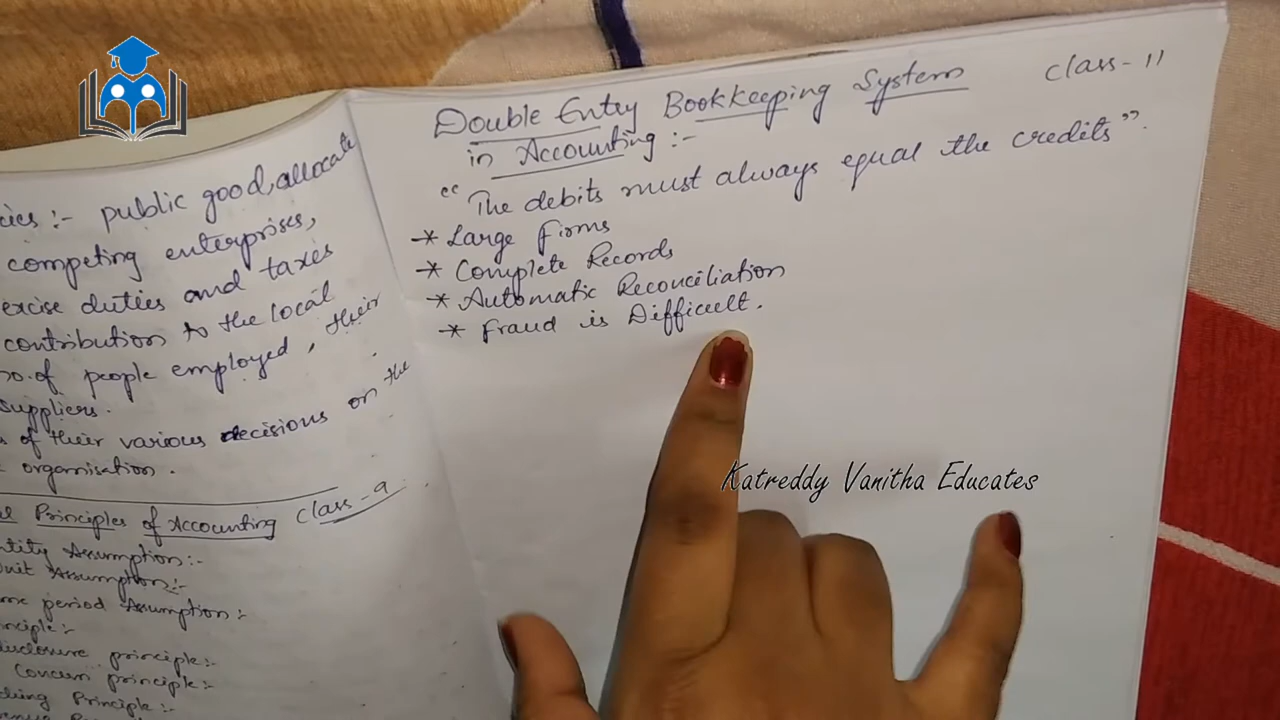 public good, allocate
competing enterprises,
excise duties and taxes
contribution to the local
no. of people employed, their
suppliers.
of their various decisions on the
organisation.
Principles of Accounting class-9
Assumption:-
Unit Assumption:-
period Assumption:-
principle:-
Concern principle:-
Principle:-
Double Entry Bookkeeping System class-11
in Accounting:-
"The debits must always equal the credits".
* Large Firms
* Complete Records
* Automatic Reconciliation
* Fraud is Difficult.
Katreddy Vanitha Educates